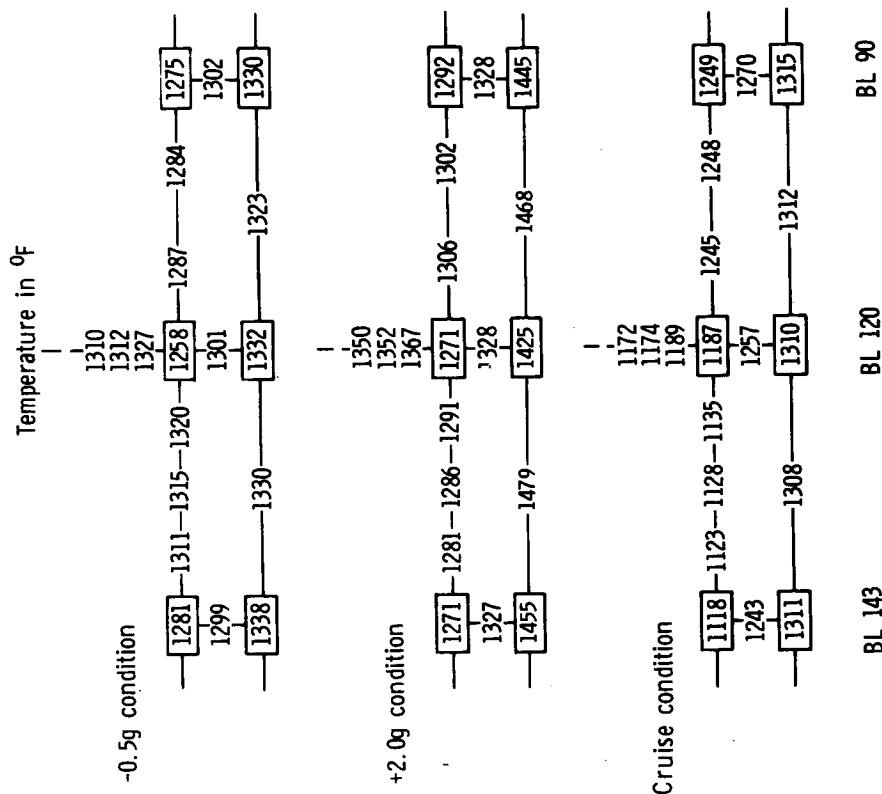 Temperature in °F
-0.5g condition
1310
1312
1327
1281 1311 1315 1320 1258 1287 1284 1275
1299 1301 1302
1338 1330 1332 1323 1330
+2.0g condition
1350
1352
1367
1271 1281 1286 1291 1271 1306 1302 1292
1327 1328 1328
1455 1479 1425 1468 1445
Cruise condition
1172
1174
1189
1118 1123 1128 1135 1187 1245 1248 1249
1243 1257 1270
1311 1308 1310 1312 1315
BL 143 BL 120 BL 90